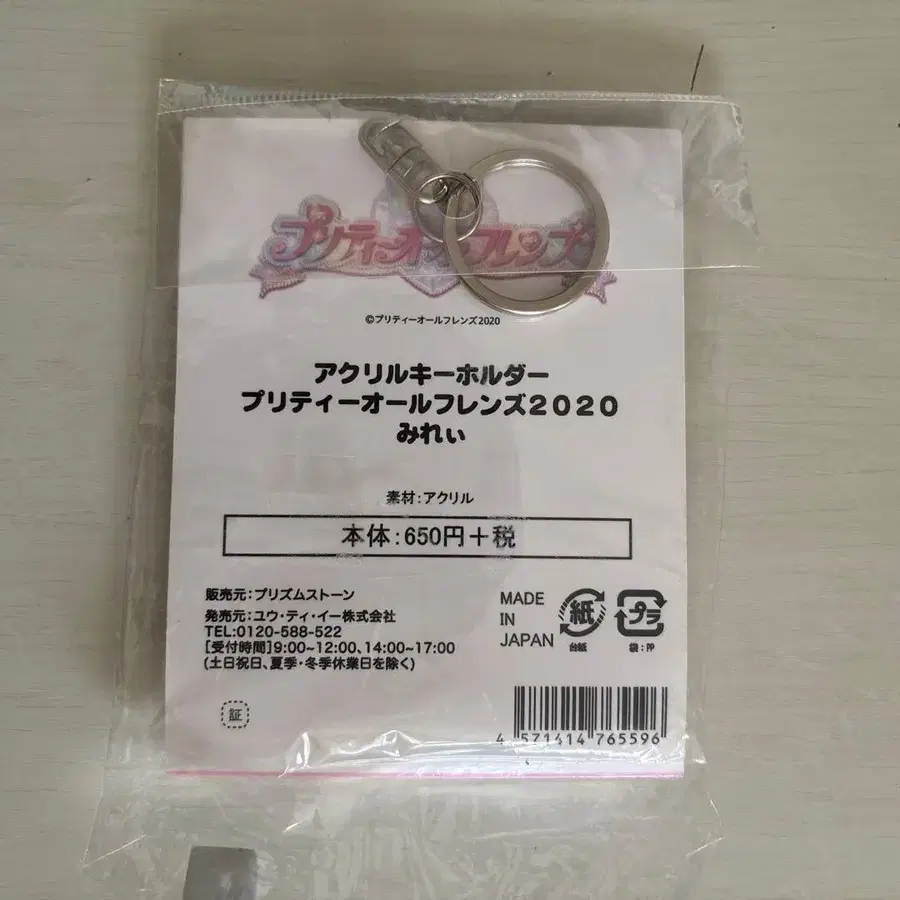 プリティーオールフレンズ
©プリティーオールフレンズ2020
アクリルキーホルダー
プリティーオールフレンズ2020
みれぃ
素材:アクリル
本体:650円+税
販売元:プリズムストーン
発売元:ユウ・ティ・イー株式会社
TEL:0120-588-522
[受付時間]9:00~12:00、14:00~17:00
(土日祝日、夏季・冬季休業日を除く)
MADE
IN
JAPAN
紙
台紙
プラ
袋:PP
証
4 571414 765596